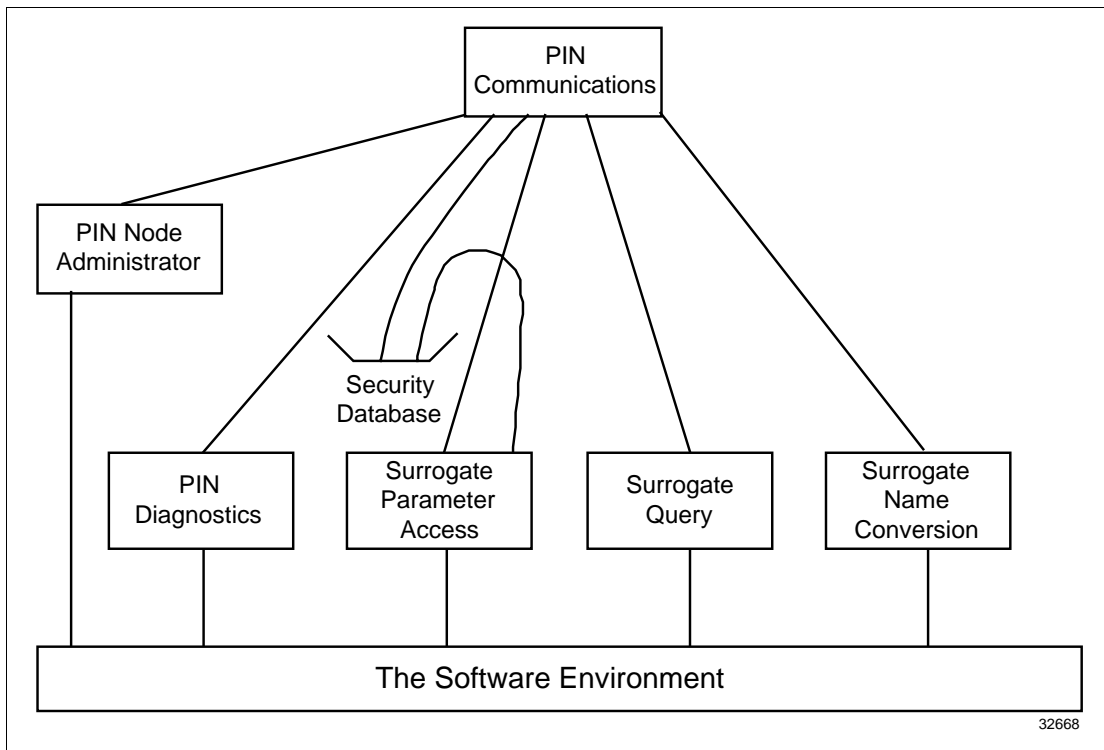 PIN
Communications
PIN Node
Administrator
Security
Database
PIN
Diagnostics
Surrogate
Parameter
Access
Surrogate
Query
Surrogate
Name
Conversion
The Software Environment
32668